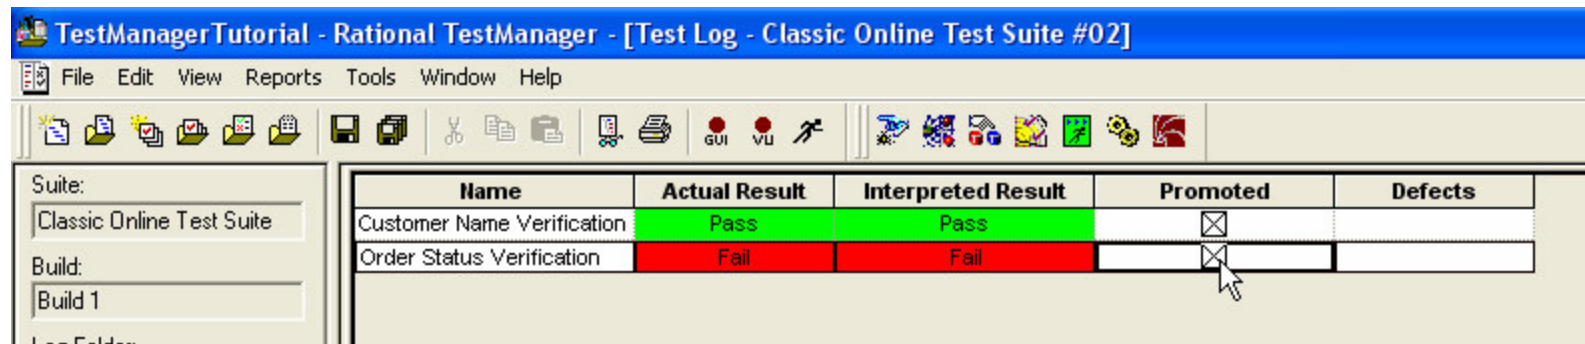 TestManagerTutorial - Rational TestManager - [Test Log - Classic Online Test Suite #02]
File Edit View Reports Tools Window Help
GUI VU
Suite:
Classic Online Test Suite
Build:
Build 1
Name Actual Result Interpreted Result Promoted Defects
Customer Name Verification Pass Pass
Order Status Verification Fail Fail